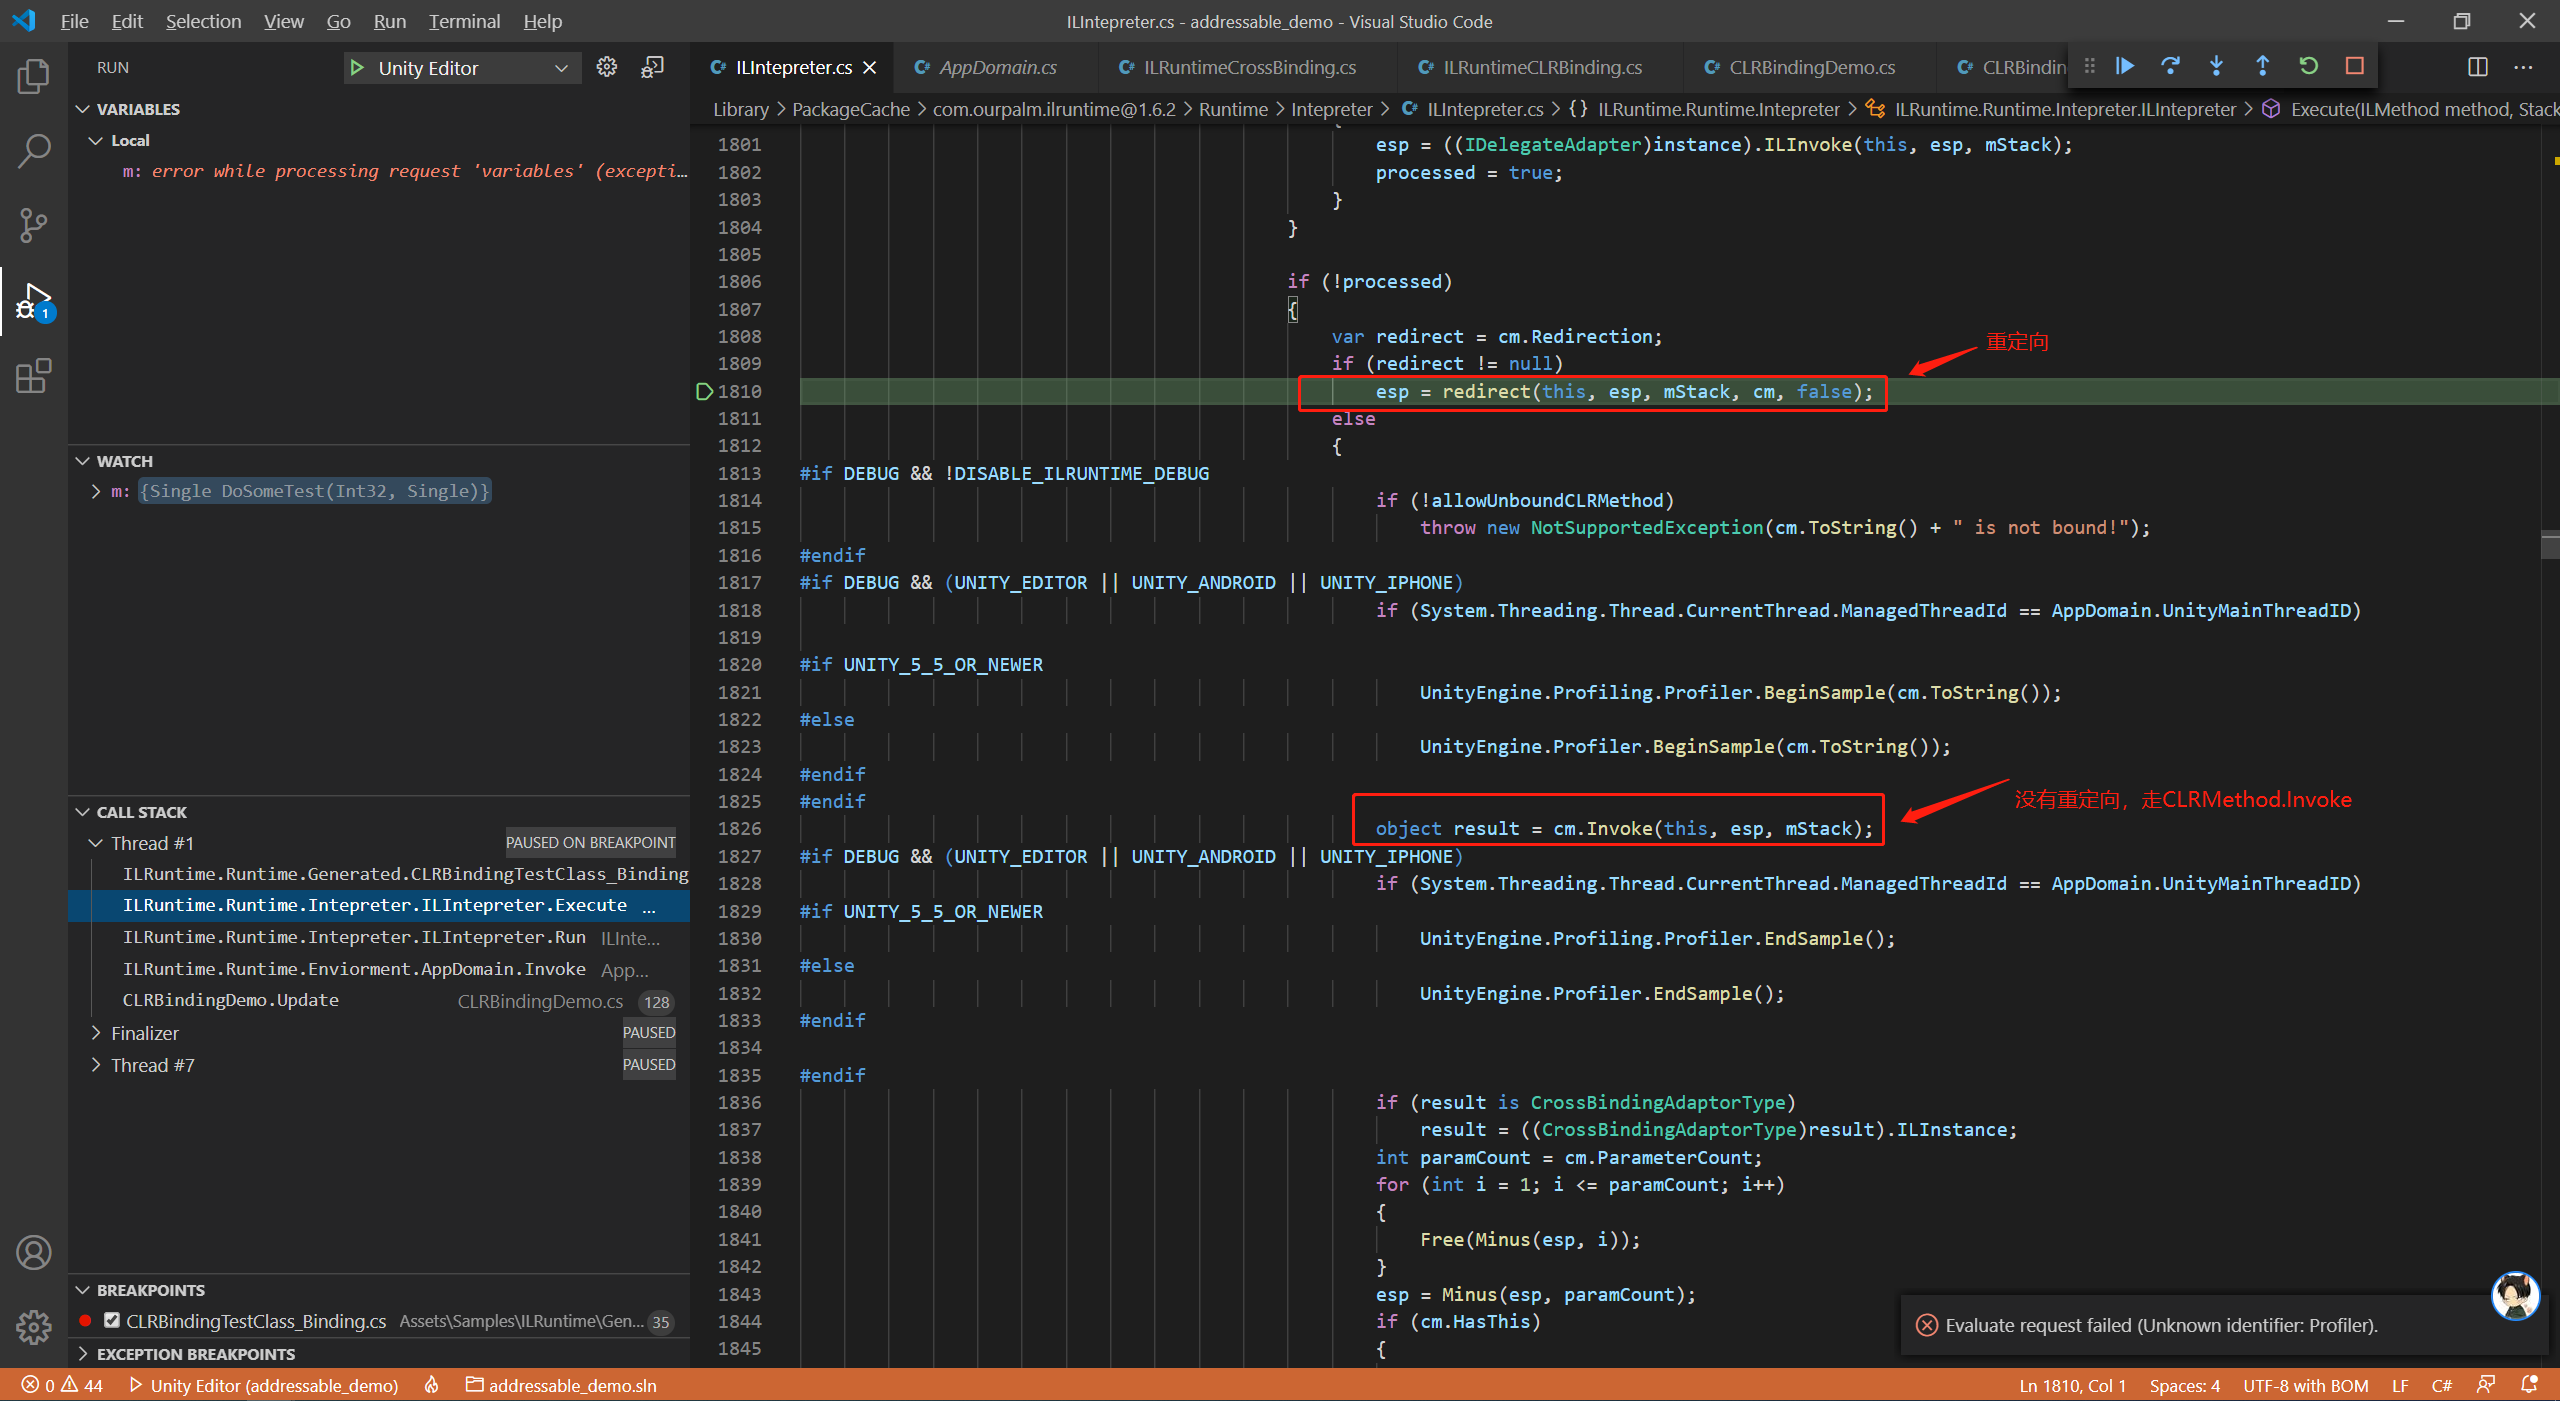 File Edit Selection View Go Run Terminal Help
ILIntepreter.cs - addressable_demo - Visual Studio Code
RUN
Unity Editor
VARIABLES
Local
m: error while processing request 'variables' (excepti...
WATCH
m: {Single DoSomeTest(Int32, Single)}
CALL STACK
Thread #1 PAUSED ON BREAKPOINT
ILRuntime.Runtime.Generated.CLRBindingTestClass_Binding
ILRuntime.Runtime.Intepreter.ILIntepreter.Execute ...
ILRuntime.Runtime.Intepreter.ILIntepreter.Run ILInte...
ILRuntime.Runtime.Enviorment.AppDomain.Invoke App...
CLRBindingDemo.Update CLRBindingDemo.cs 128
Finalizer PAUSED
Thread #7 PAUSED
BREAKPOINTS
CLRBindingTestClass_Binding.cs Assets\Samples\ILRuntime\Gen... 35
EXCEPTION BREAKPOINTS
1
C# ILIntepreter.cs C# AppDomain.cs C# ILRuntimeCrossBinding.cs C# ILRuntimeCLRBinding.cs C# CLRBindingDemo.cs C# CLRBindin
Library > PackageCache > com.ourpalm.ilruntime@1.6.2 > Runtime > Intepreter > C# ILIntepreter.cs > {} ILRuntime.Runtime.Intepreter > ILRuntime.Runtime.Intepreter.ILIntepreter > Execute(ILMethod method, Stack
1801 esp = ((IDelegateAdapter)instance).ILInvoke(this, esp, mStack);
1802 processed = true;
1803 }
1804 }
1805
1806 if (!processed)
1807 {
1808 var redirect = cm.Redirection;
重定向
1809 if (redirect != null)
1810 esp = redirect(this, esp, mStack, cm, false);
1811 else
1812 {
1813 #if DEBUG && !DISABLE_ILRUNTIME_DEBUG
1814 if (!allowUnboundCLRMethod)
1815 throw new NotSupportedException(cm.ToString() + " is not bound!");
1816 #endif
1817 #if DEBUG && (UNITY_EDITOR || UNITY_ANDROID || UNITY_IPHONE)
1818 if (System.Threading.Thread.CurrentThread.ManagedThreadId == AppDomain.UnityMainThreadID)
1819
1820 #if UNITY_5_5_OR_NEWER
1821 UnityEngine.Profiling.Profiler.BeginSample(cm.ToString());
1822 #else
1823 UnityEngine.Profiler.BeginSample(cm.ToString());
1824 #endif
1825 #endif
没有重定向，走CLRMethod.Invoke
1826 object result = cm.Invoke(this, esp, mStack);
1827 #if DEBUG && (UNITY_EDITOR || UNITY_ANDROID || UNITY_IPHONE)
1828 if (System.Threading.Thread.CurrentThread.ManagedThreadId == AppDomain.UnityMainThreadID)
1829 #if UNITY_5_5_OR_NEWER
1830 UnityEngine.Profiling.Profiler.EndSample();
1831 #else
1832 UnityEngine.Profiler.EndSample();
1833 #endif
1834
1835 #endif
1836 if (result is CrossBindingAdaptorType)
1837 result = ((CrossBindingAdaptorType)result).ILInstance;
1838 int paramCount = cm.ParameterCount;
1839 for (int i = 1; i <= paramCount; i++)
1840 {
1841 Free(Minus(esp, i));
1842 }
1843 esp = Minus(esp, paramCount);
1844 if (cm.HasThis)
1845 {
Evaluate request failed (Unknown identifier: Profiler).
0 44 Unity Editor (addressable_demo) addressable_demo.sln Ln 1810, Col 1 Spaces: 4 UTF-8 with BOM LF C#